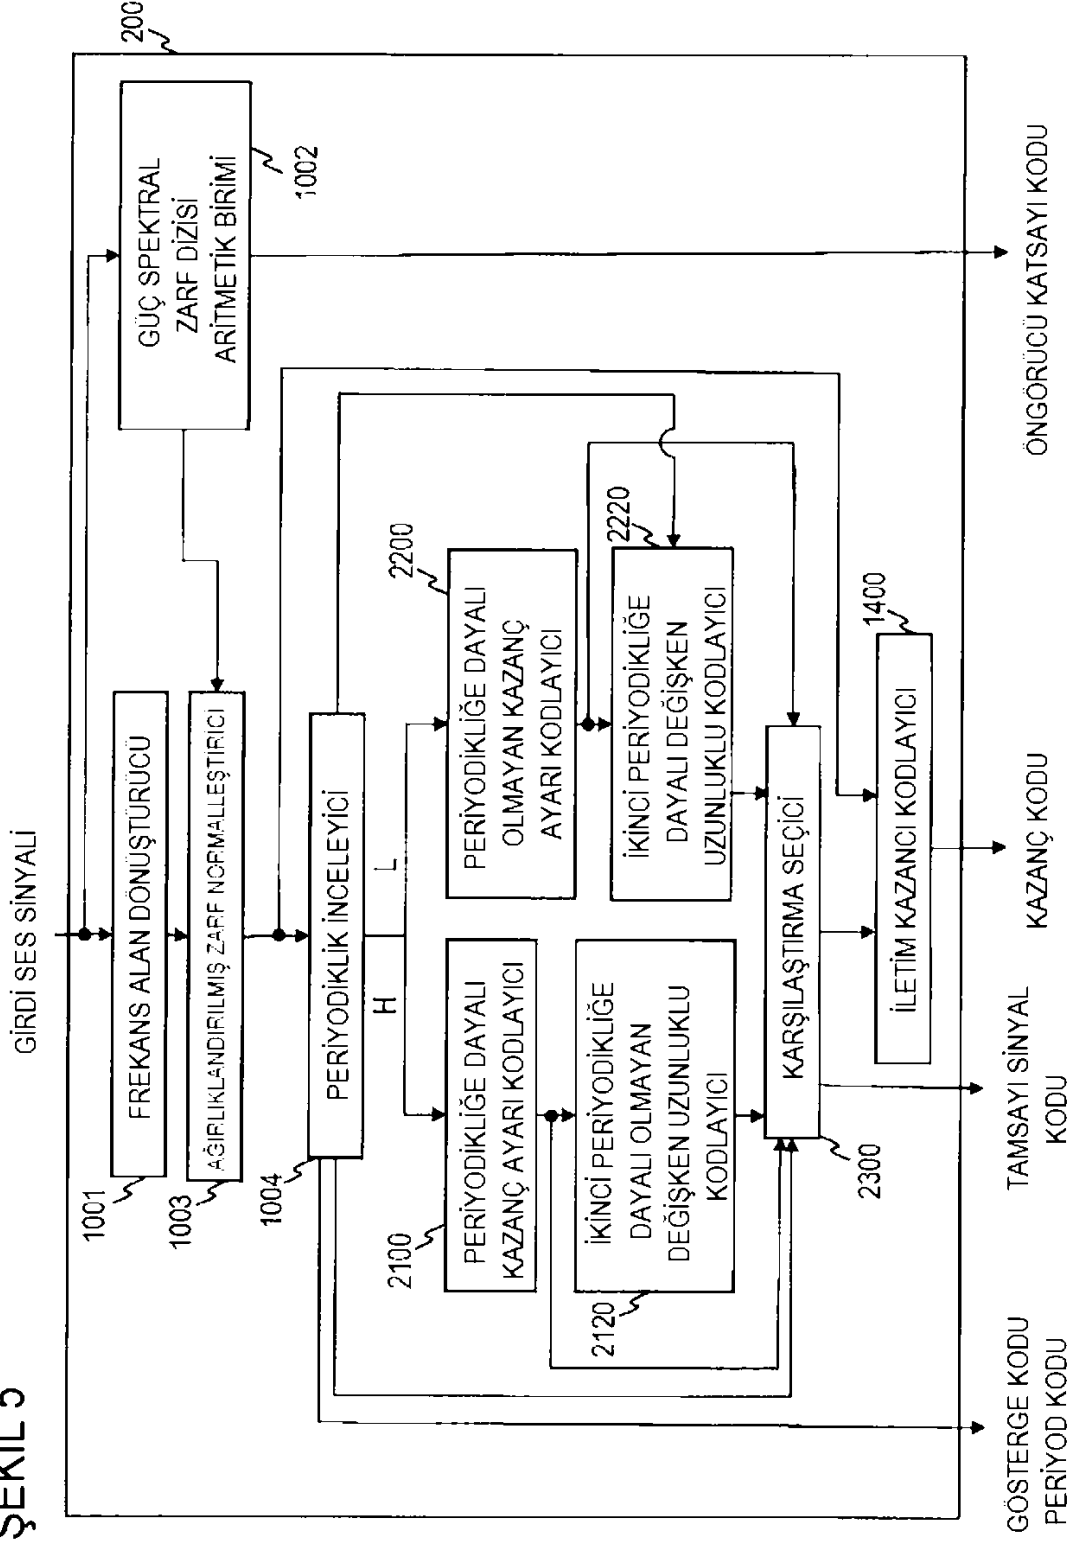 ŞEKİL 5
200
GİRDİ SES SİNYALİ
GÜÇ SPEKTRAL
ZARF DİZİSİ
ARİTMETİK BİRİMİ
1002
1001
FREKANS ALAN DÖNÜŞTÜRÜCÜ
1003
AĞIRLIKLANDIRILMIŞ ZARF NORMALLEŞTİRİCİ
1004
PERİYODİKLİK İNCELEYİCİ
H
L
2100
PERİYODİKLİĞE DAYALI
KAZANÇ AYARI KODLAYICI
2200
PERİYODİKLİĞE DAYALI
OLMAYAN KAZANÇ
AYARI KODLAYICI
2120
İKİNCİ PERİYODİKLİĞE
DAYALI OLMAYAN
DEĞİŞKEN UZUNLUKLU
KODLAYICI
2220
İKİNCİ PERİYODİKLİĞE
DAYALI DEĞİŞKEN
UZUNLUKLU KODLAYICI
2300
KARŞILAŞTIRMA SEÇİCİ
1400
İLETİM KAZANCI KODLAYICI
GÖSTERGE KODU
PERİYOD KODU
TAMSAYI SİNYAL
KODU
KAZANÇ KODU
ÖNGÖRÜCÜ KATSAYI KODU